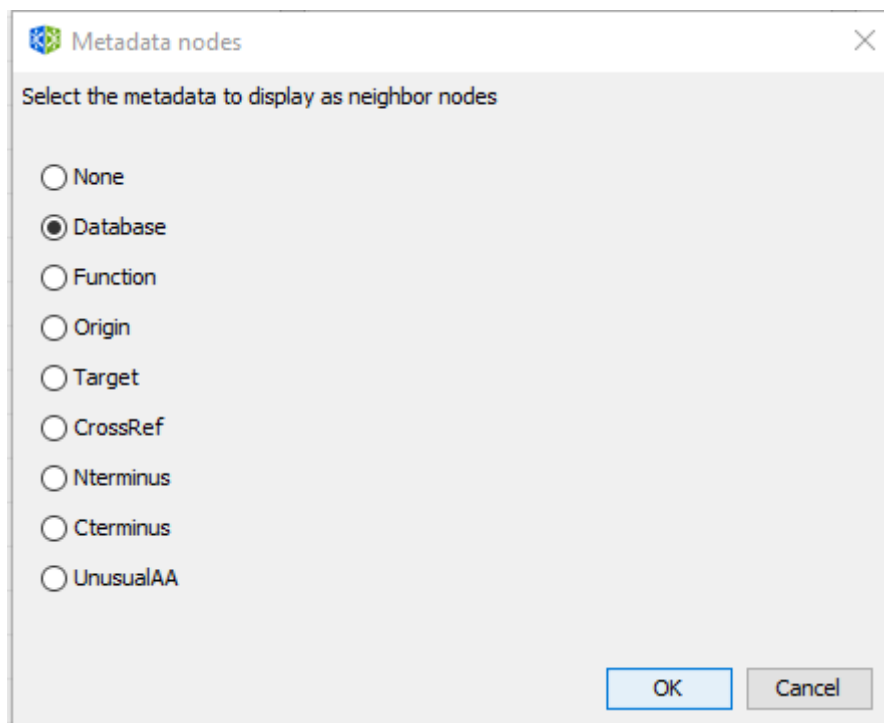 Metadata nodes
Select the metadata to display as neighbor nodes
None
Database
Function
Origin
Target
CrossRef
Nterminus
Cterminus
UnusualAA
OK Cancel